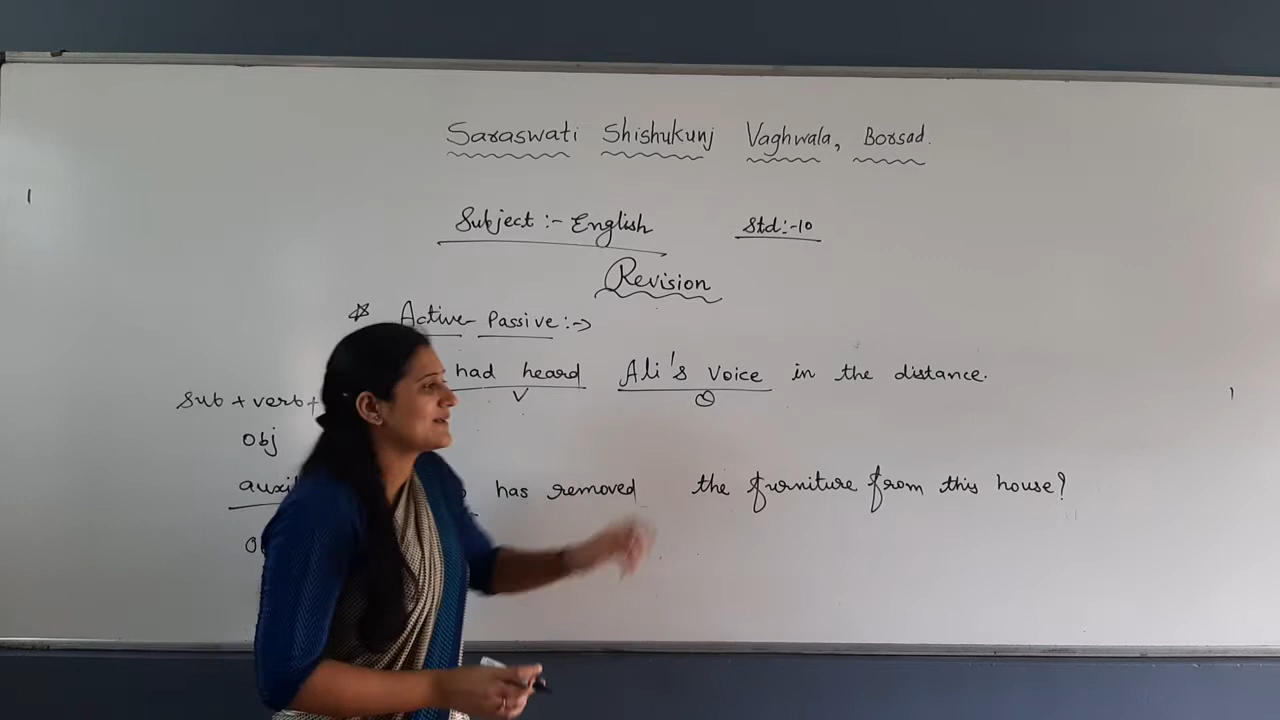 Saraswati Shishukunj Vaghwala, Borsad.
Subject :- English Std:-10
Revision
☆ Active- Passive :->
had heard Ali's voice in the distance.
V O
Sub + verb +
Obj
has removed the furniture from this house?